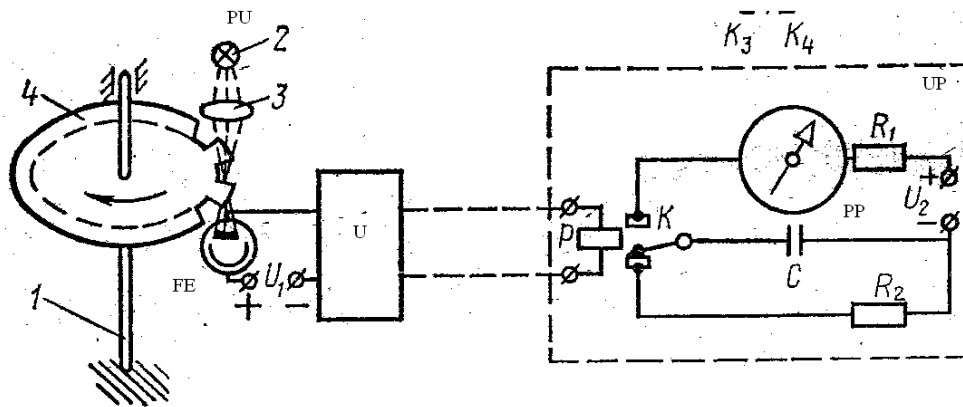 PU
2
3
4
1
FE
U₁
+ −
U
K₃ K₄
UP
P
K
PP
R₁
+
U₂
−
C
R₂